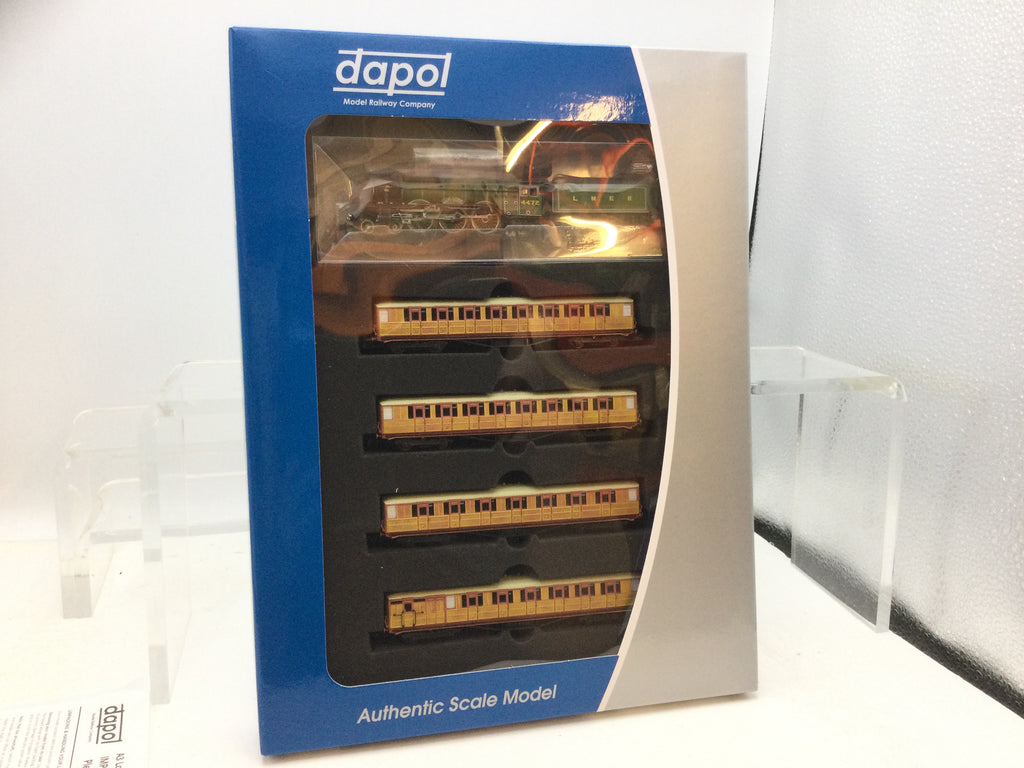 dapol
Model Railway Company
4472
L N E R
Authentic Scale Model
dapol